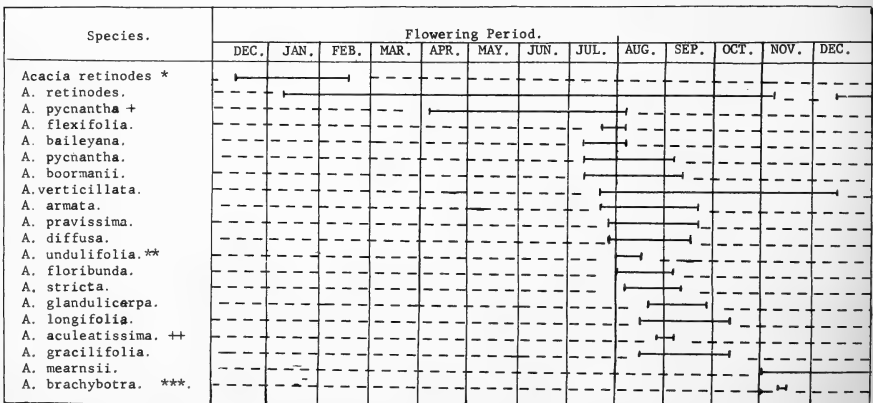 Species.
Flowering Period.
DEC. JAN. FEB. MAR. APR. MAY. JUN. JUL. AUG. SEP. OCT. NOV. DEC.
Acacia retinodes *
A. retinodes.
A. pycnantha +
A. flexifolia.
A. baileyana.
A. pycnantha.
A. boormanii.
A.verticillata.
A. armata.
A. pravissima.
A. diffusa.
A. undulifolia.**
A. floribunda.
A. stricta.
A. glandulicarpa.
A. longifolia.
A. aculeatissima. ++
A. gracilifolia.
A. mearnsii.
A. brachybotra. ***.